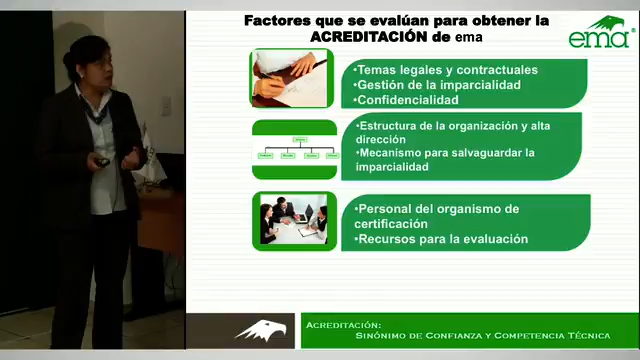 Factores que se evalúan para obtener la
ACREDITACIÓN de ema
ema®
•Temas legales y contractuales
•Gestión de la imparcialidad
•Confidencialidad
•Estructura de la organización y alta
dirección
•Mecanismo para salvaguardar la
imparcialidad
•Personal del organismo de
certificación
•Recursos para la evaluación
ACREDITACIÓN:
SINÓNIMO DE CONFIANZA Y COMPETENCIA TÉCNICA